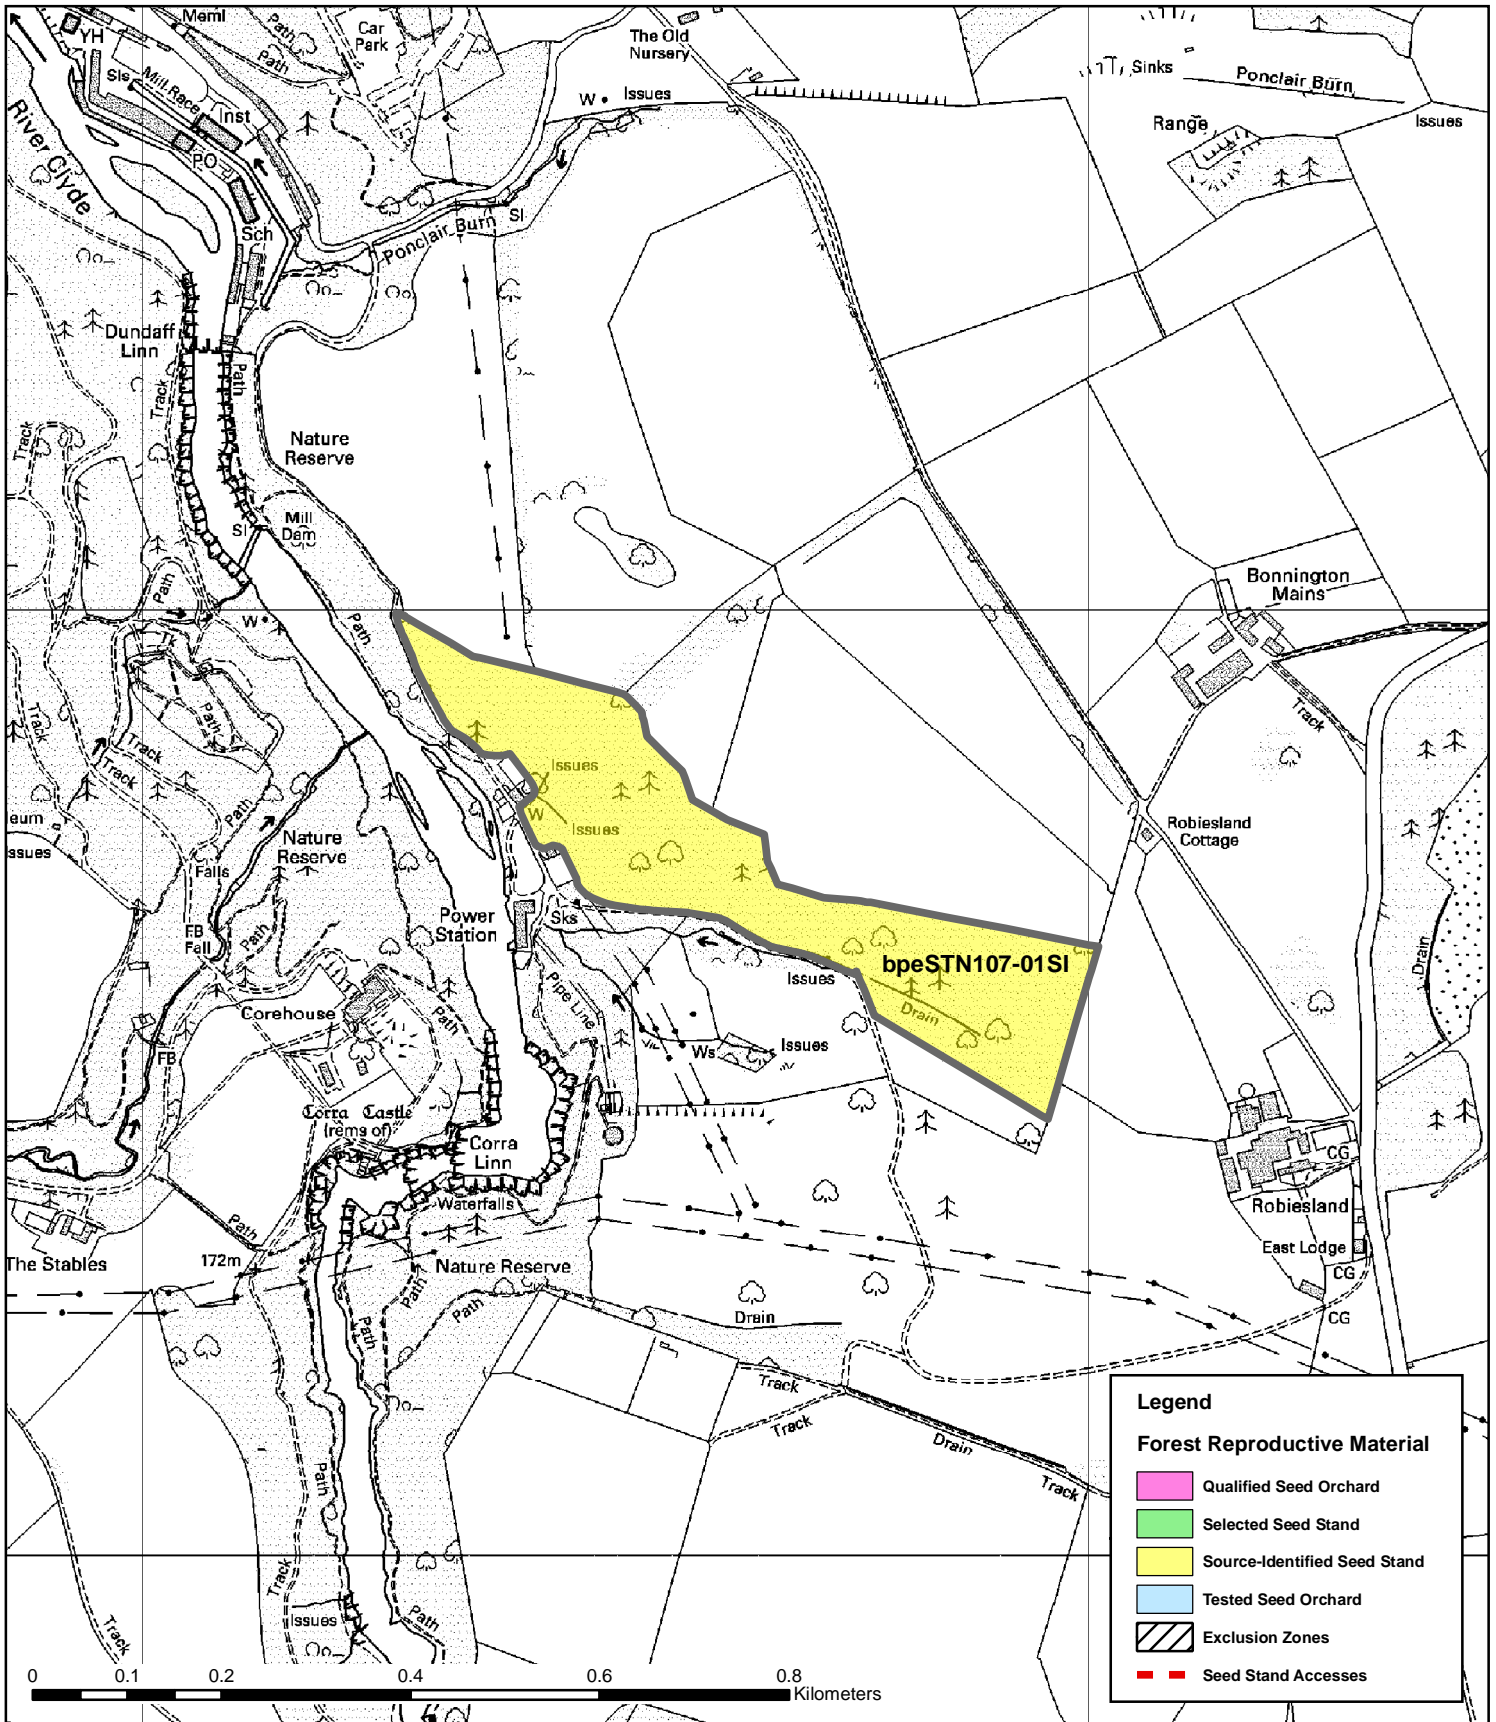 Meml
YH
Path
Car
Park
The Old
Nursery
Sinks
Ponclair Burn
Sls
Mill Race
Inst
W
Issues
Range
Issues
PO
River Clyde
Path
Sl
Sch
Ponclair Burn
Dundaff
Linn
Path
Track
Track
Nature
Reserve
Mill
Dam
Sl
Bonnington
Mains
Path
W
Path
Tk
Track
Path
Track
Track
Track
Issues
W
Issues
Path
eum
ssues
Nature
Reserve
Robiesland
Cottage
Falls
FB
Fall
Path
Power
Station
Sks
bpeSTN107-01SI
Issues
Drain
Drain
Pipe Line
Corehouse
Path
Ws
Issues
FB
Corra Castle
(rems of)
Corra
Linn
CG
Waterfalls
Path
Robiesland
172m
East Lodge
The Stables
Nature Reserve
CG
Path
Path
Drain
CG
Path
Track
Track
Drain
Track
Path
Track
Issues
Path
Track
Legend
Forest Reproductive Material
Qualified Seed Orchard
Selected Seed Stand
Source-Identified Seed Stand
Tested Seed Orchard
Exclusion Zones
Seed Stand Accesses
0 0.1 0.2 0.4 0.6 0.8
Kilometers